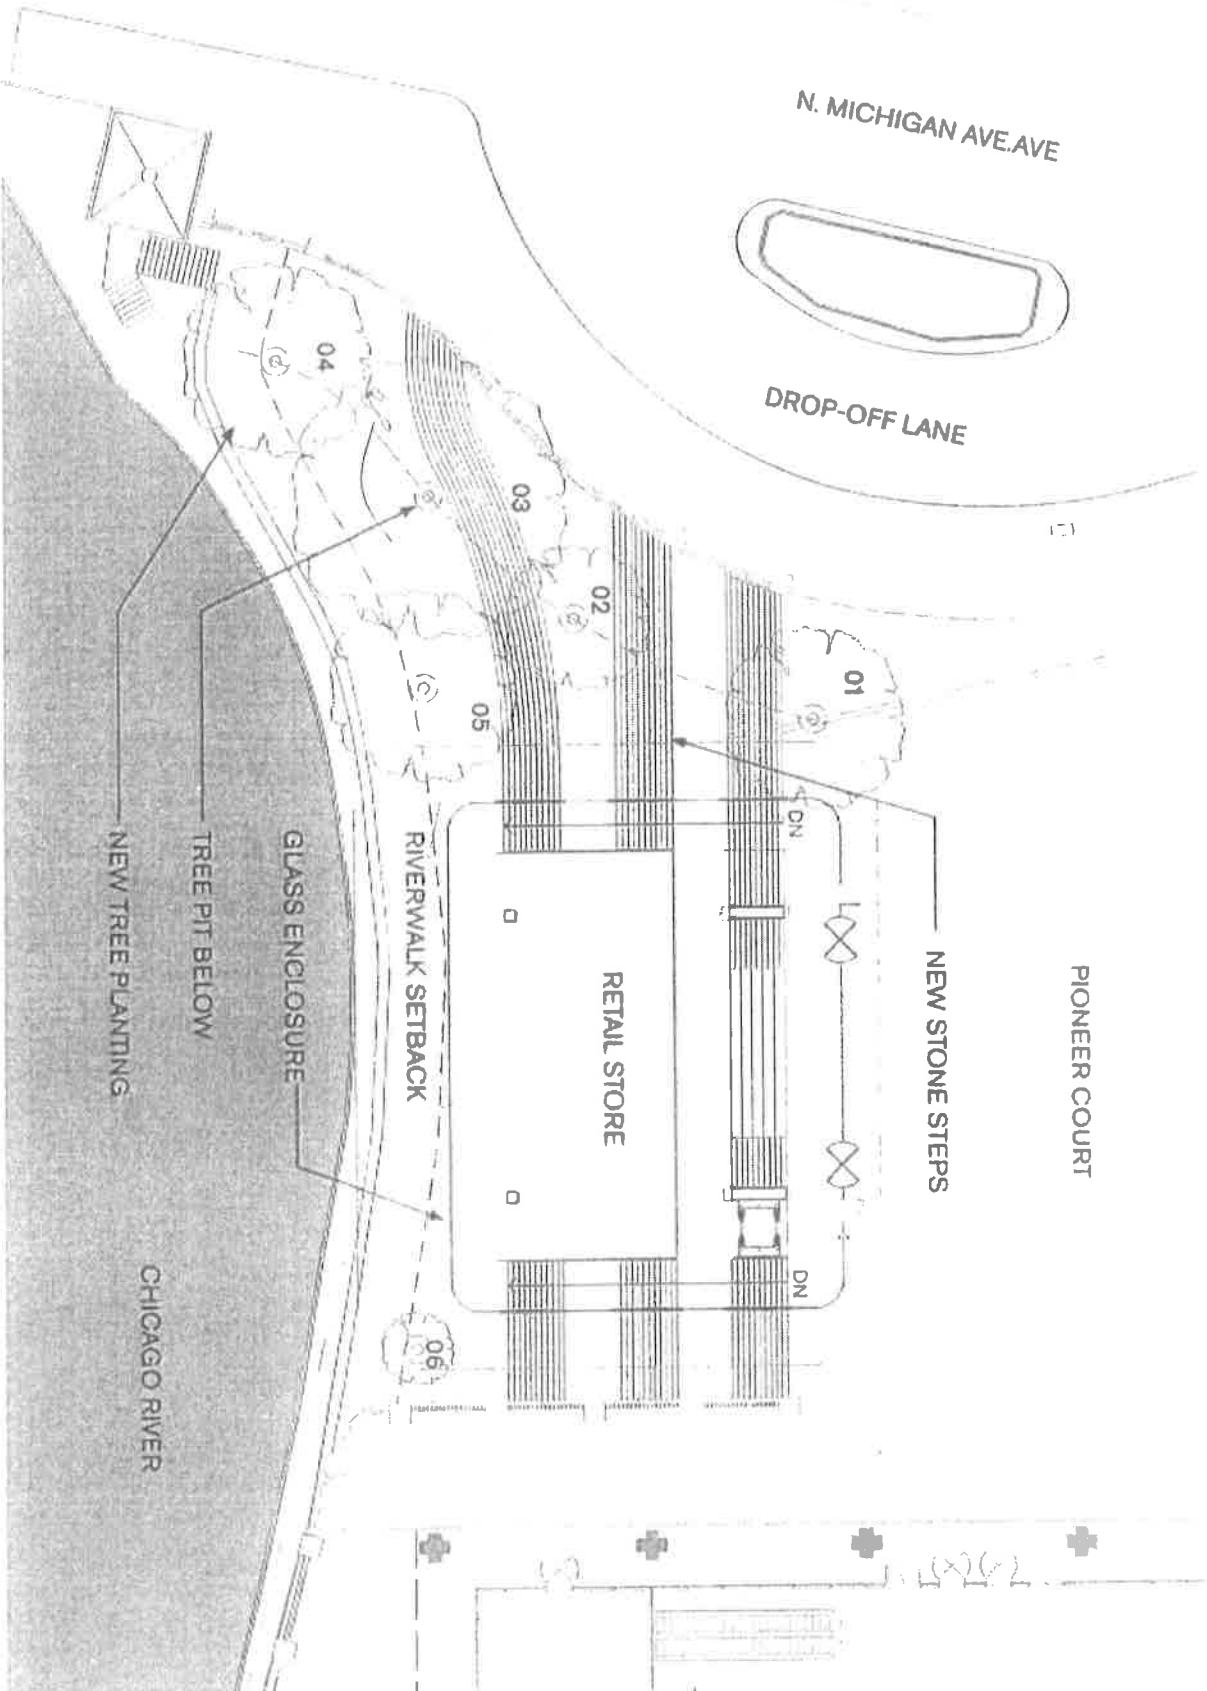 N. MICHIGAN AVE.AVE
DROP-OFF LANE
PIONEER COURT
NEW STONE STEPS
01
02
03
04
05
06
DN
DN
RETAIL STORE
RIVERWALK SETBACK
GLASS ENCLOSURE
TREE PIT BELOW
NEW TREE PLANTING
CHICAGO RIVER